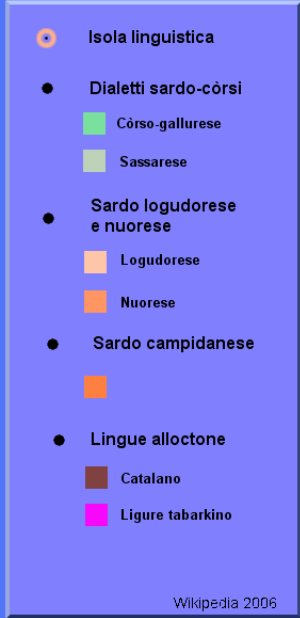 Isola linguistica
Dialetti sardo-còrsi
Còrso-gallurese
Sassarese
Sardo logudorese
e nuorese
Logudorese
Nuorese
Sardo campidanese
Lingue alloctone
Catalano
Ligure tabarkino
Wikipedia 2006